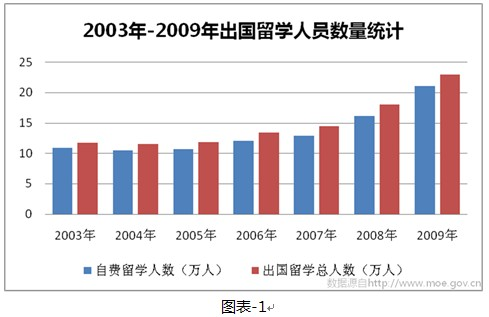 2003年-2009年出国留学人员数量统计
25
20
15
10
5
0
2003年 2004年 2005年 2006年 2007年 2008年 2009年
自费留学人数（万人） 出国留学总人数（万人）
数据源自http://www.moe.gov.cn
图表-1